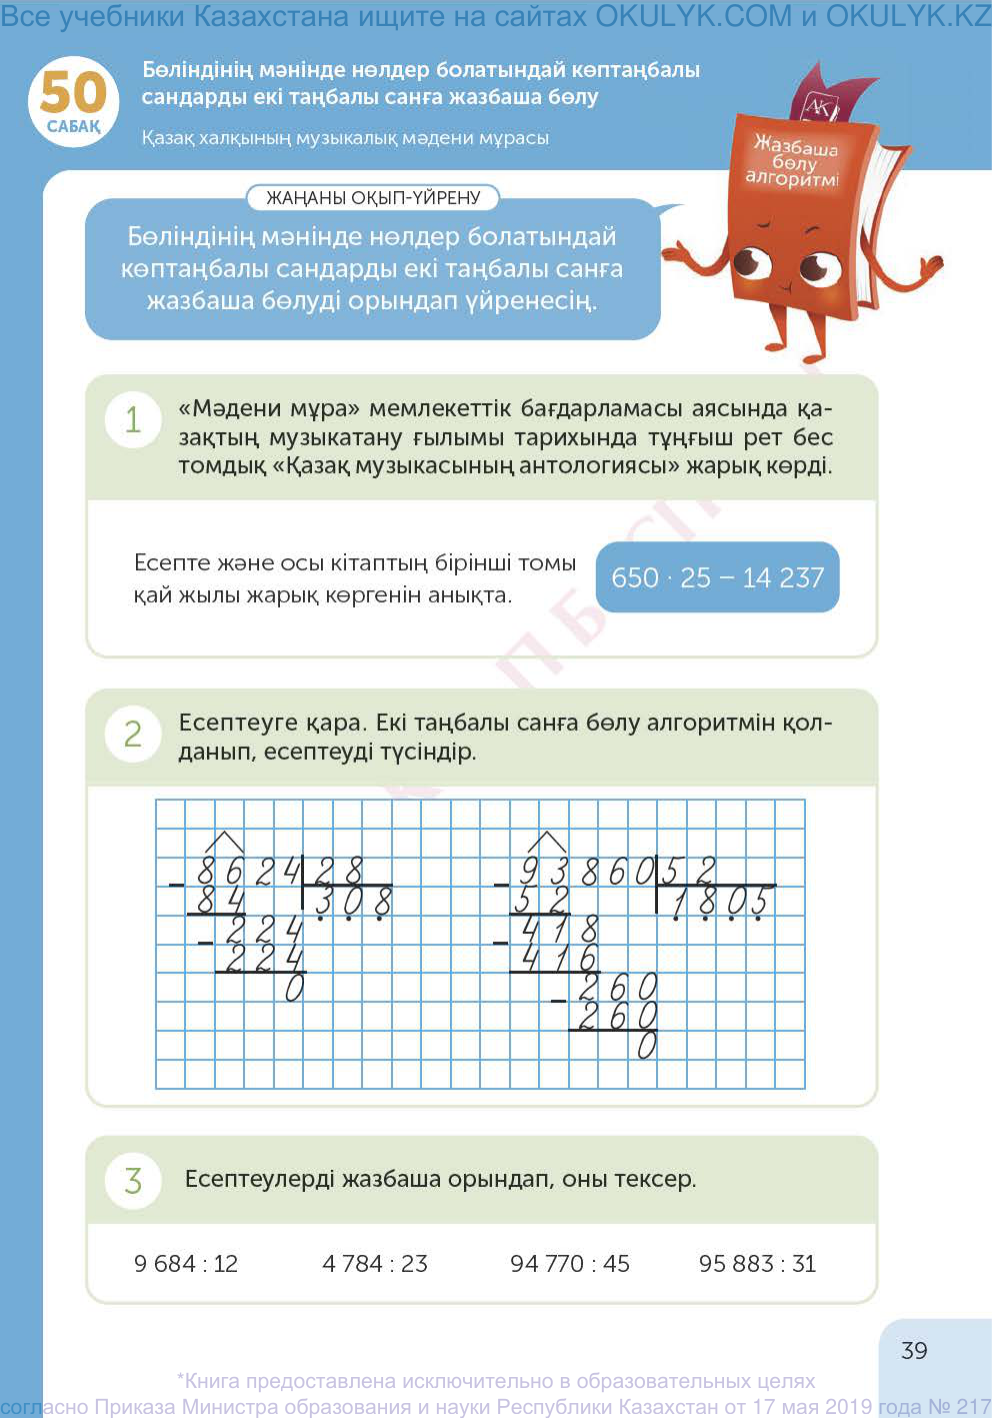 Все учебники Казахстана ищите на сайтах OKULYK.COM и OKULYK.KZ
50
САБАҚ
Бөліндінің мәнінде нөлдер болатындай көптаңбалы
сандарды екі таңбалы санға жазбаша бөлу
Қазақ халқының музыкалық мәдени мұрасы
АК
Жазбаша
бөлу
алгоритмі
ЖАҢАНЫ ОҚЫП-ҮЙРЕНУ
Бөліндінің мәнінде нөлдер болатындай
көптаңбалы сандарды екі таңбалы санға
жазбаша бөлуді орындап үйренесің.
1
«Мәдени мұра» мемлекеттік бағдарламасы аясында қа-
зақтың музыкатану ғылымы тарихында тұңғыш рет бес
томдық «Қазақ музыкасының антологиясы» жарық көрді.
Есепте және осы кітаптың бірінші томы
қай жылы жарық көргенін анықта.
650 · 25 – 14 237
2
Есептеуге қара. Екі таңбалы санға бөлу алгоритмін қол-
данып, есептеуді түсіндір.
8624 28
84 308
224
224
0
93860 52
52 1805
418
416
260
260
0
3
Есептеулерді жазбаша орындап, оны тексер.
9 684 : 12 4 784 : 23 94 770 : 45 95 883 : 31
39
*Книга предоставлена исключительно в образовательных целях
согласно Приказа Министра образования и науки Республики Казахстан от 17 мая 2019 года № 217